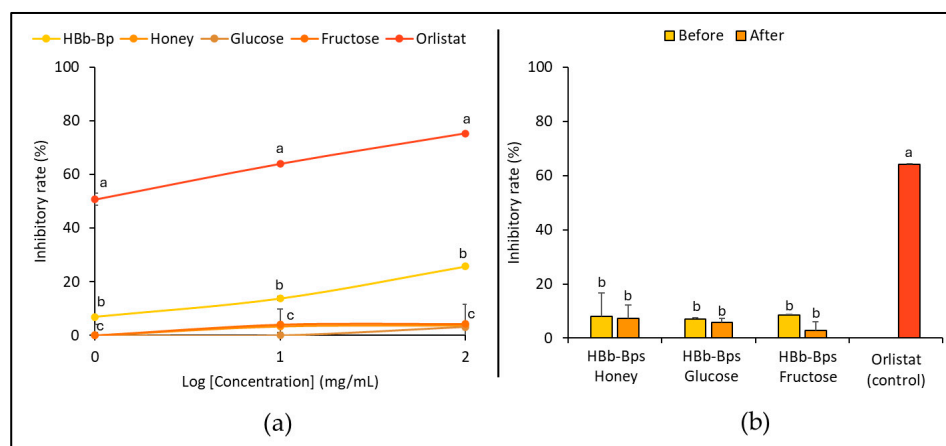 HBb-Bp Honey Glucose Fructose Orlistat
100
80
60
40
20
0
Inhibitory rate (%)
a
a
a
b
b
b
c
c
c
0 1 2
Log [Concentration] (mg/mL)
(a)
Before After
100
80
60
40
20
0
Inhibitory rate (%)
b b
b b
b b
a
HBb-Bps HBb-Bps HBb-Bps Orlistat
Honey Glucose Fructose (control)
(b)